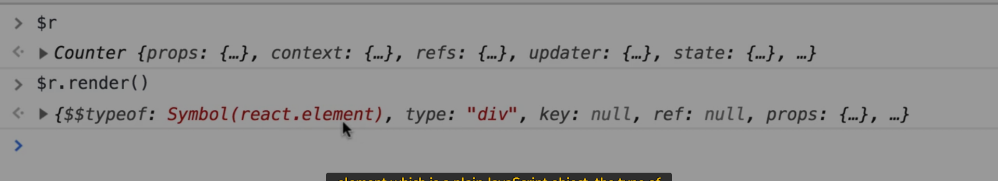 > $r
<· ▶ Counter {props: {…}, context: {…}, refs: {…}, updater: {…}, state: {…}, …}
> $r.render()
<· ▶ {$$typeof: Symbol(react.element), type: "div", key: null, ref: null, props: {…}, …}
>
element which is a plain JavaScript object, the type of